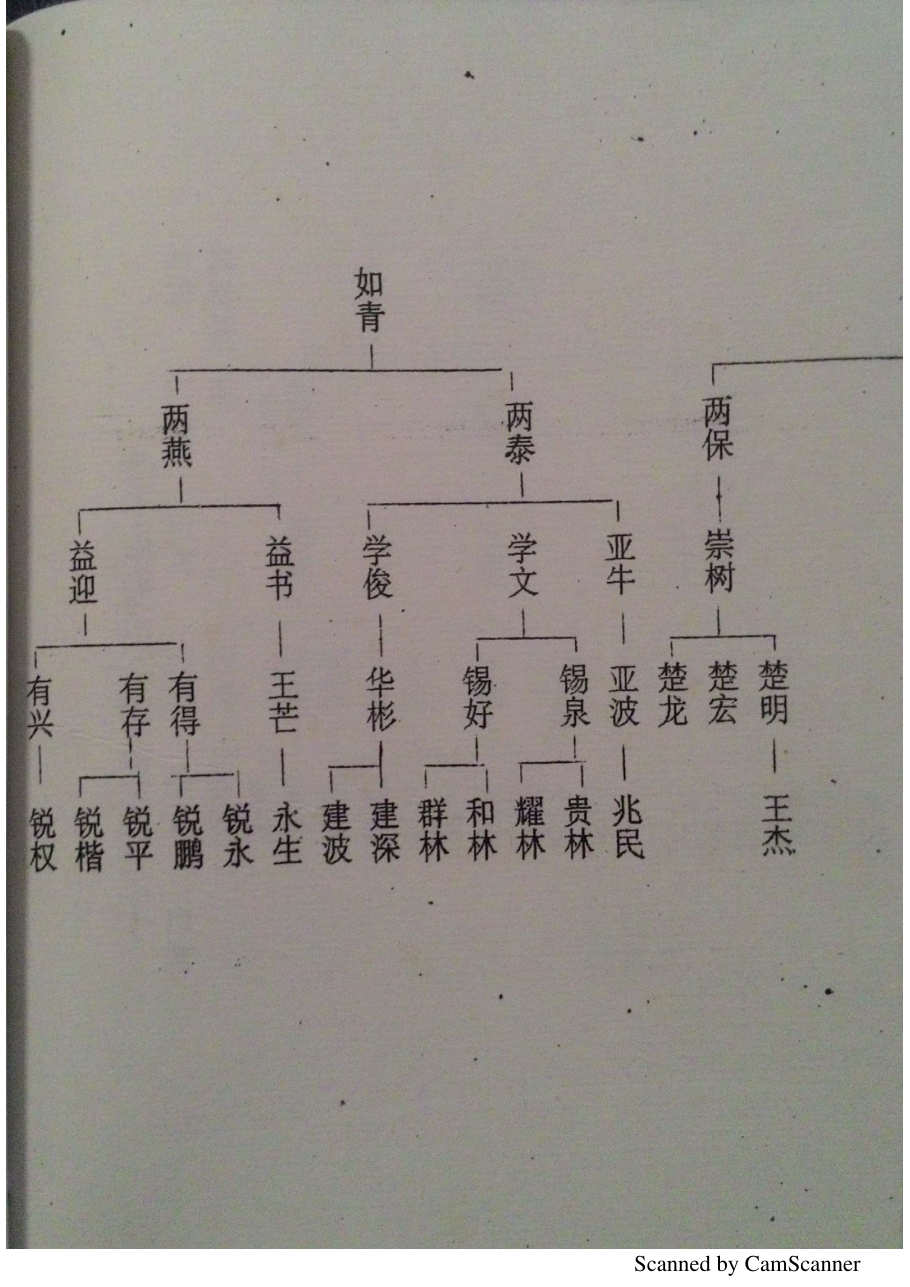 如青
两燕
两泰
两保
益迎
益书
学俊
学文
亚牛
崇树
有兴
有存
有得
王芒
华彬
锡好
锡泉
亚波
楚龙
楚宏
楚明
锐权
锐楷
锐平
锐鹏
锐永
永生
建波
建深
群林
和林
耀林
贵林
兆民
王杰
Scanned by CamScanner